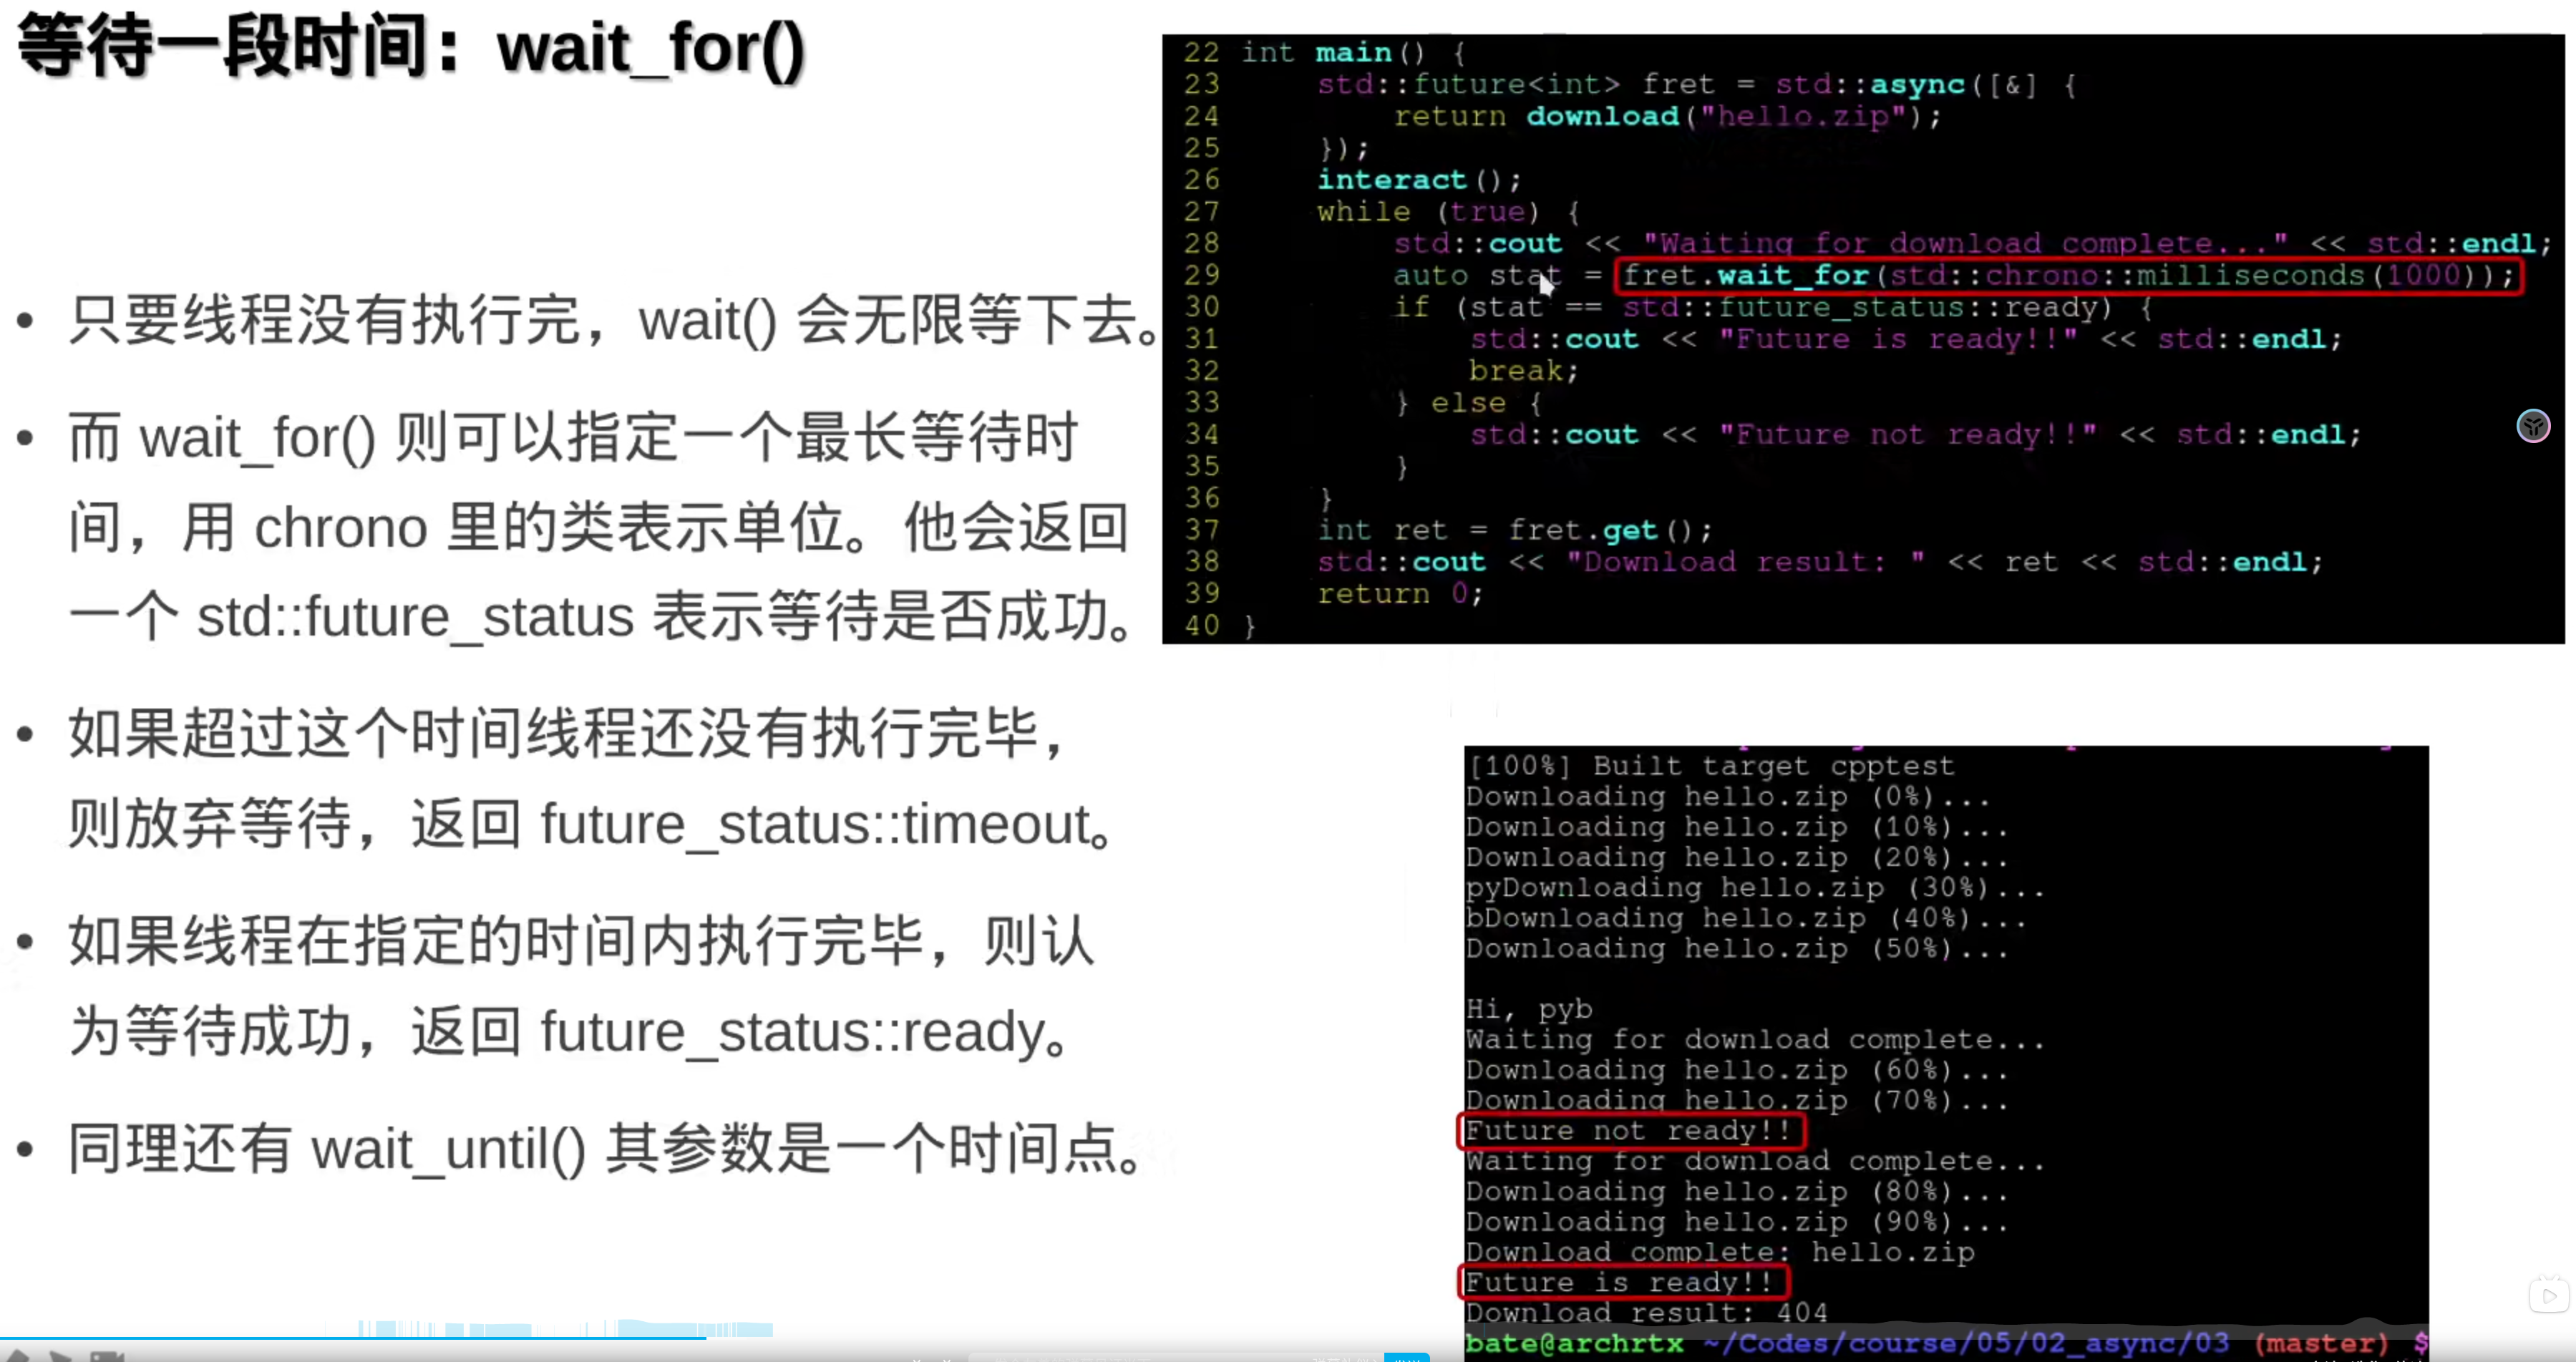 等待一段时间：wait_for()
• 只要线程没有执行完，wait() 会无限等下去。
• 而 wait_for() 则可以指定一个最长等待时
间，用 chrono 里的类表示单位。他会返回
一个 std::future_status 表示等待是否成功。
• 如果超过这个时间线程还没有执行完毕，
则放弃等待，返回 future_status::timeout。
• 如果线程在指定的时间内执行完毕，则认
为等待成功，返回 future_status::ready。
• 同理还有 wait_until() 其参数是一个时间点。
22 int main() {
23     std::future<int> fret = std::async([&] {
24         return download("hello.zip");
25     });
26     interact();
27     while (true) {
28         std::cout << "Waiting for download complete..." << std::endl;
29         auto stat = fret.wait_for(std::chrono::milliseconds(1000));
30         if (stat == std::future_status::ready) {
31             std::cout << "Future is ready!!" << std::endl;
32             break;
33         } else {
34             std::cout << "Future not ready!!" << std::endl;
35         }
36     }
37     int ret = fret.get();
38     std::cout << "Download result: " << ret << std::endl;
39     return 0;
40 }
[100%] Built target cpptest
Downloading hello.zip (0%)...
Downloading hello.zip (10%)...
Downloading hello.zip (20%)...
pyDownloading hello.zip (30%)...
bDownloading hello.zip (40%)...
Downloading hello.zip (50%)...
Hi, pyb
Waiting for download complete...
Downloading hello.zip (60%)...
Downloading hello.zip (70%)...
Future not ready!!
Waiting for download complete...
Downloading hello.zip (80%)...
Downloading hello.zip (90%)...
Download complete: hello.zip
Future is ready!!
Download result: 404
bate@archrtx ~/Codes/course/05/02_async/03 (master) $